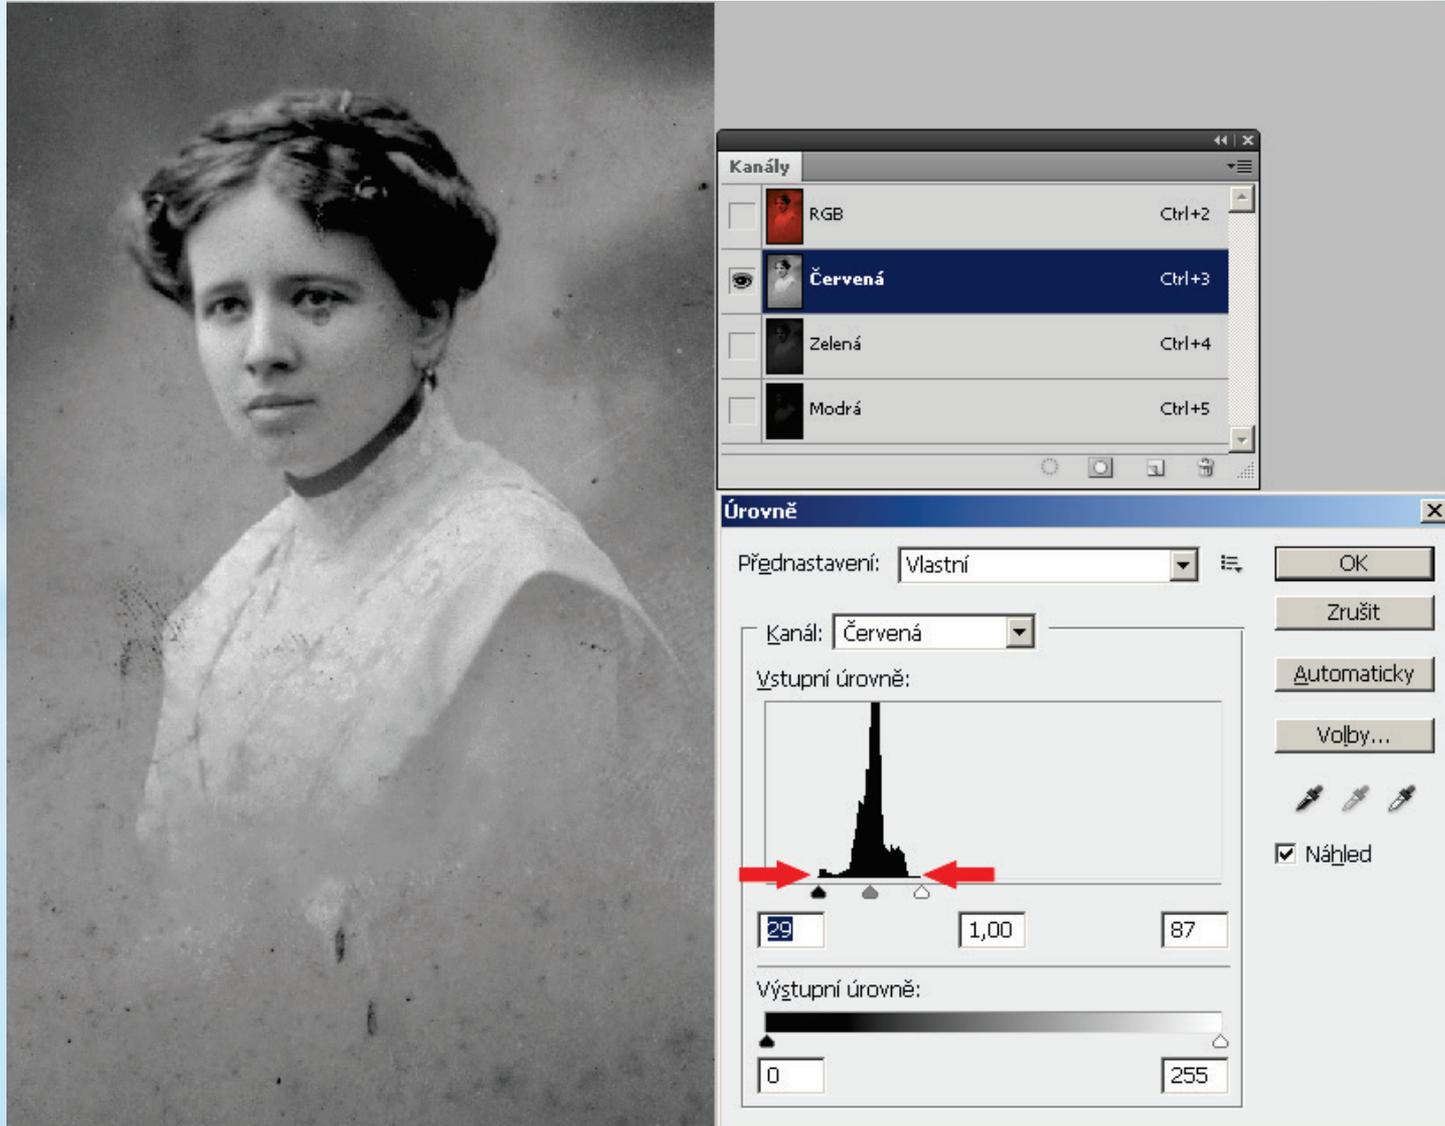 Kanály
RGB Ctrl+2
Červená Ctrl+3
Zelená Ctrl+4
Modrá Ctrl+5
Úrovně
Přednastavení: Vlastní
OK
Zrušit
Kanál: Červená
Automaticky
Vstupní úrovně:
Volby...
Náhled
29 1,00 87
Výstupní úrovně:
0 255